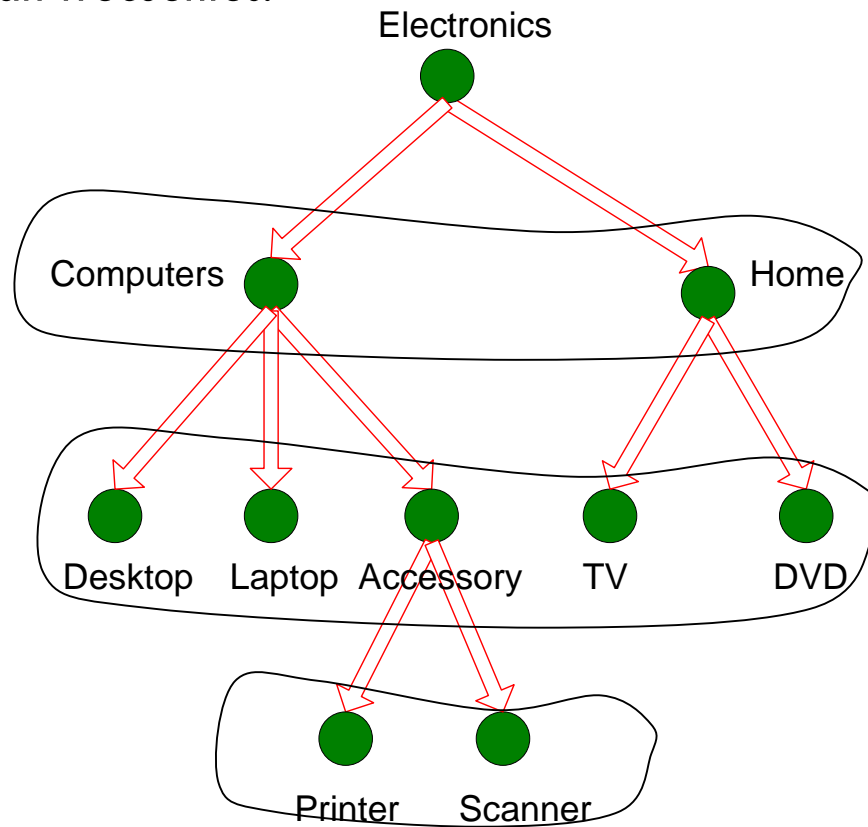 Electronics
Computers
Home
Desktop Laptop Accessory TV DVD
Printer Scanner